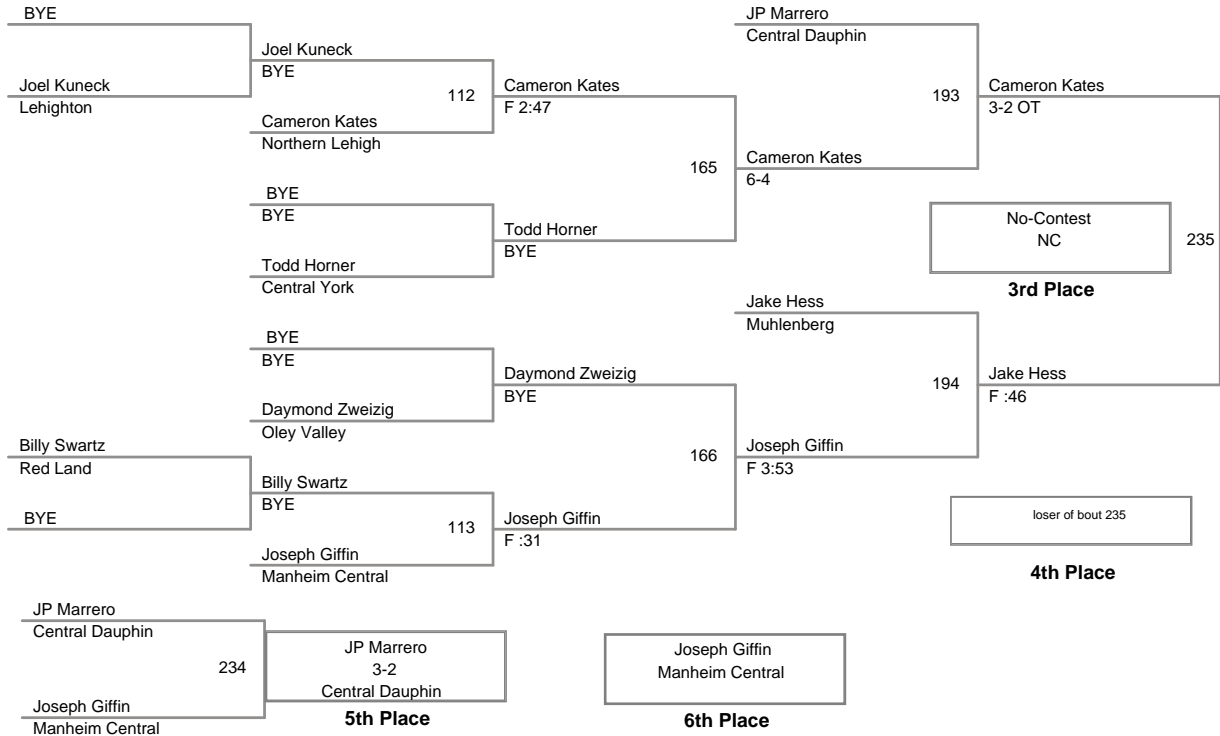 BYE
Joel Kuneck
Lehighton
Joel Kuneck
BYE
112
Cameron Kates
Northern Lehigh
Cameron Kates
F 2:47
BYE
BYE
Todd Horner
Central York
Todd Horner
BYE
165
Cameron Kates
6-4
JP Marrero
Central Dauphin
193
Cameron Kates
3-2 OT
No-Contest
NC
3rd Place
235
BYE
BYE
Daymond Zweizig
Oley Valley
Daymond Zweizig
BYE
Billy Swartz
Red Land
BYE
Billy Swartz
BYE
113
Joseph Giffin
Manheim Central
Joseph Giffin
F :31
166
Joseph Giffin
F 3:53
Jake Hess
Muhlenberg
194
Jake Hess
F :46
loser of bout 235
4th Place
JP Marrero
Central Dauphin
234
Joseph Giffin
Manheim Central
JP Marrero
3-2
Central Dauphin
5th Place
Joseph Giffin
Manheim Central
6th Place